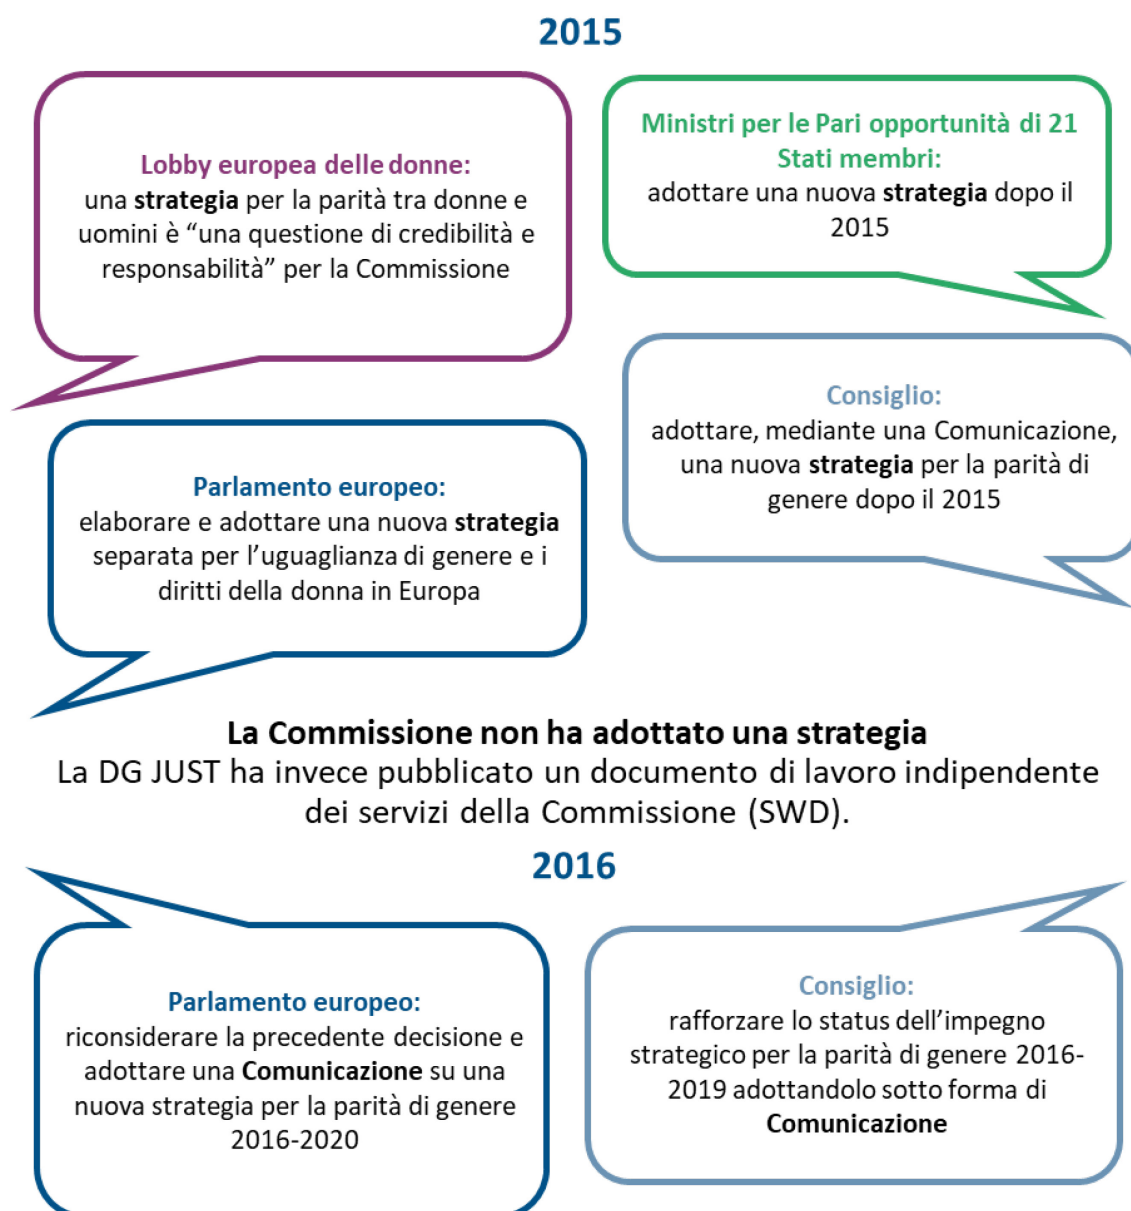 2015
Lobby europea delle donne:
una strategia per la parità tra donne e
uomini è “una questione di credibilità e
responsabilità” per la Commissione
Ministri per le Pari opportunità di 21
Stati membri:
adottare una nuova strategia dopo il
2015
Consiglio:
adottare, mediante una Comunicazione,
una nuova strategia per la parità di
genere dopo il 2015
Parlamento europeo:
elaborare e adottare una nuova strategia
separata per l’uguaglianza di genere e i
diritti della donna in Europa
La Commissione non ha adottato una strategia
La DG JUST ha invece pubblicato un documento di lavoro indipendente
dei servizi della Commissione (SWD).
2016
Parlamento europeo:
riconsiderare la precedente decisione e
adottare una Comunicazione su una
nuova strategia per la parità di genere
2016-2020
Consiglio:
rafforzare lo status dell’impegno
strategico per la parità di genere 2016-
2019 adottandolo sotto forma di
Comunicazione